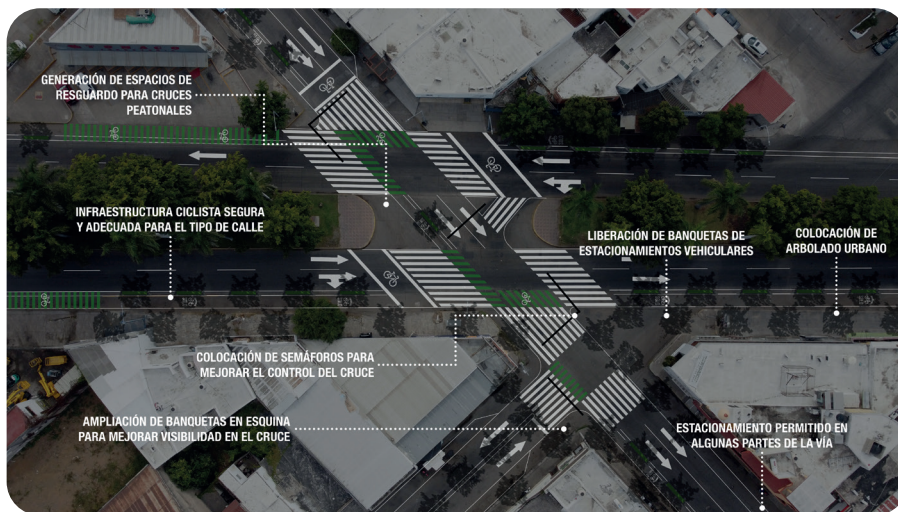 GENERACIÓN DE ESPACIOS DE
RESGUARDO PARA CRUCES
PEATONALES
INFRAESTRUCTURA CICLISTA SEGURA
Y ADECUADA PARA EL TIPO DE CALLE
LIBERACIÓN DE BANQUETAS DE
ESTACIONAMIENTOS VEHICULARES
COLOCACIÓN DE
ARBOLADO URBANO
COLOCACIÓN DE SEMÁFOROS PARA
MEJORAR EL CONTROL DEL CRUCE
AMPLIACIÓN DE BANQUETAS EN ESQUINA
PARA MEJORAR VISIBILIDAD EN EL CRUCE
ESTACIONAMIENTO PERMITIDO EN
ALGUNAS PARTES DE LA VÍA